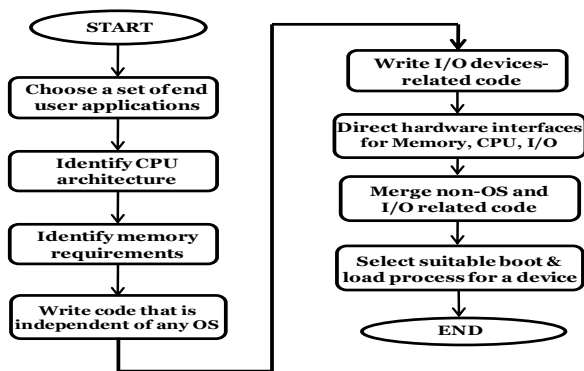 START
Choose a set of end
user applications
Identify CPU
architecture
Identify memory
requirements
Write code that is
independent of any OS
Write I/O devices-
related code
Direct hardware interfaces
for Memory, CPU, I/O
Merge non-OS and
I/O related code
Select suitable boot &
load process for a device
END